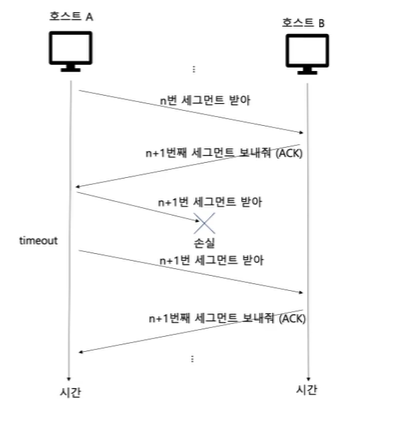 호스트 A
호스트 B
⋮
n번 세그먼트 받아
n+1번째 세그먼트 보내줘 (ACK)
n+1번 세그먼트 받아
손실
timeout
n+1번 세그먼트 받아
n+1번째 세그먼트 보내줘 (ACK)
⋮
시간
시간